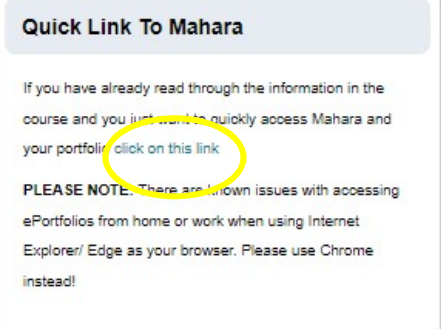 Quick Link To Mahara
If you have already read through the information in the
course and you just want to quickly access Mahara and
your portfolio click on this link
PLEASE NOTE: There are known issues with accessing
ePortfolios from home or work when using Internet
Explorer/ Edge as your browser. Please use Chrome
instead!